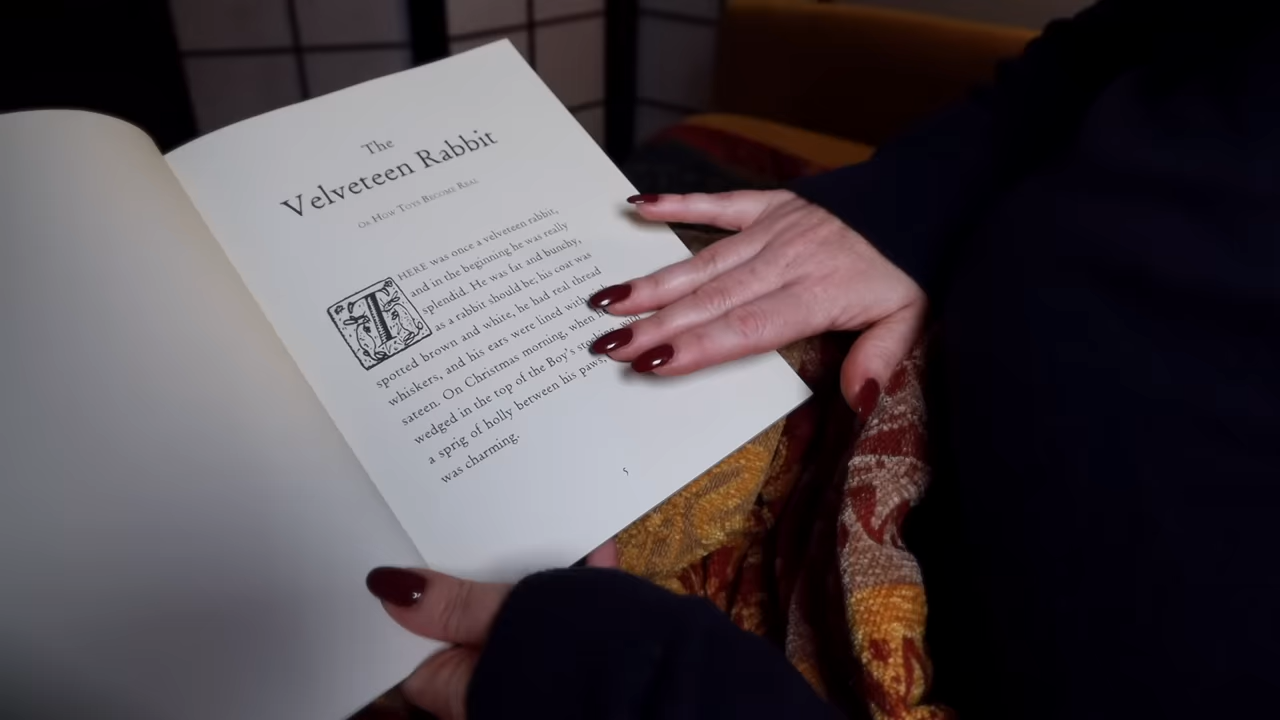 The
Velveteen Rabbit
OR HOW TOYS BECOME REAL
THERE was once a velveteen rabbit,
and in the beginning he was really
splendid. He was fat and bunchy,
as a rabbit should be; his coat was
spotted brown and white, he had real thread
whiskers, and his ears were lined with
sateen. On Christmas morning, when
wedged in the top of the Boy's stocking, with
a sprig of holly between his paws,
was charming.
5